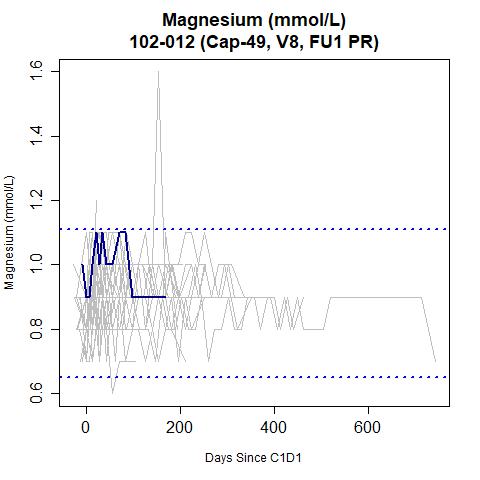 Magnesium (mmol/L)
102-012 (Cap-49, V8, FU1 PR)
Magnesium (mmol/L)
1.6
1.4
1.2
1.0
0.8
0.6
0 200 400 600
Days Since C1D1